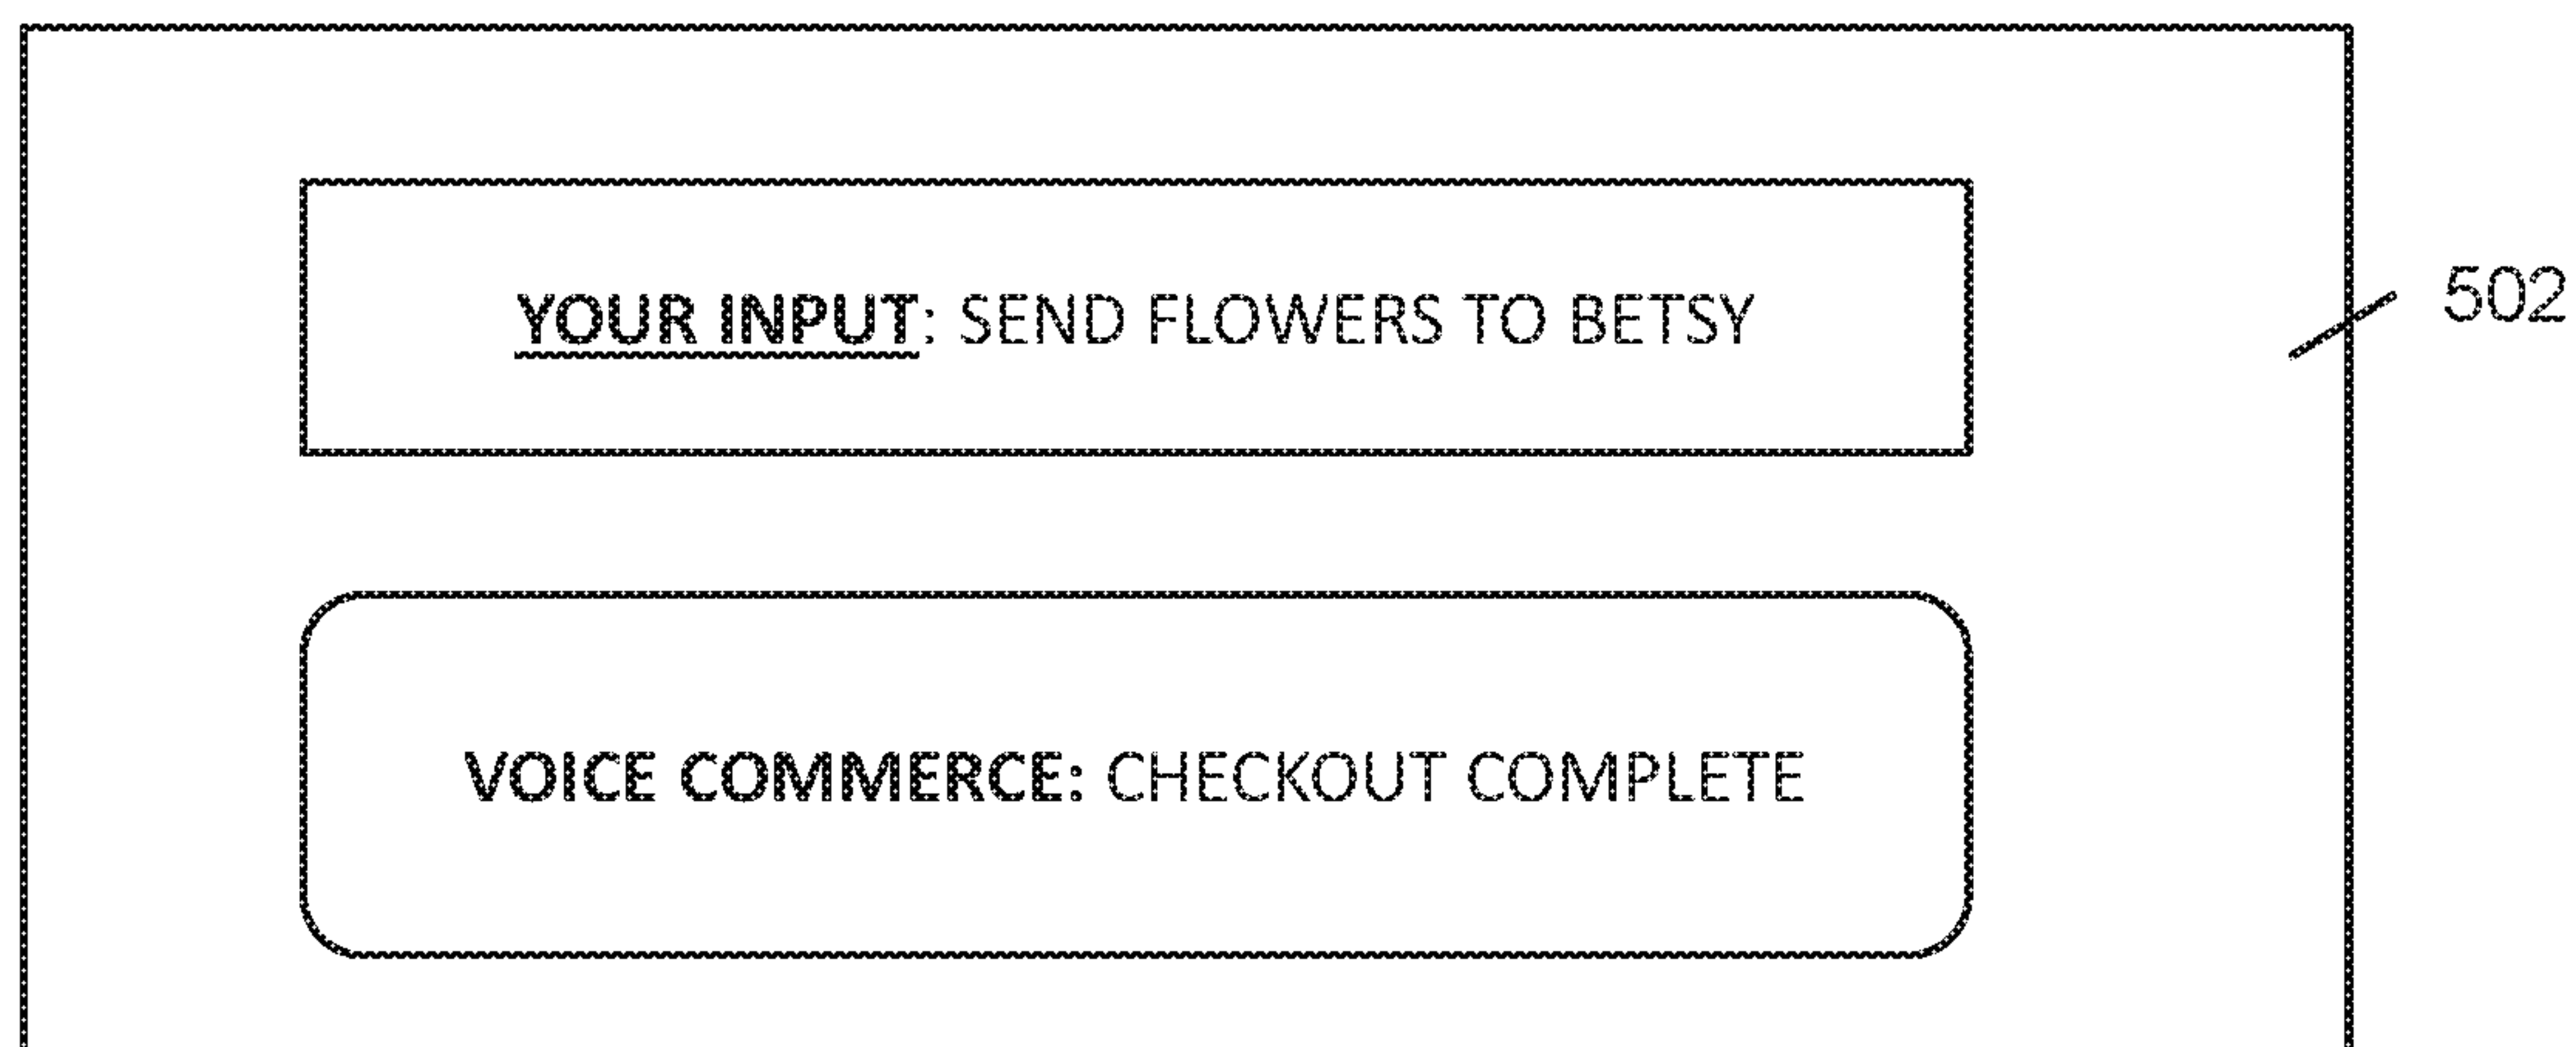 YOUR INPUT: SEND FLOWERS TO BETSY
502
VOICE COMMERCE: CHECKOUT COMPLETE